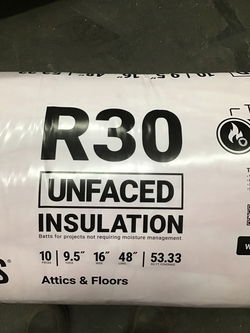 R30
UNFACED
INSULATION
Batts for projects not requiring moisture management
10 9.5" 16" 48" 53.33
Attics & Floors